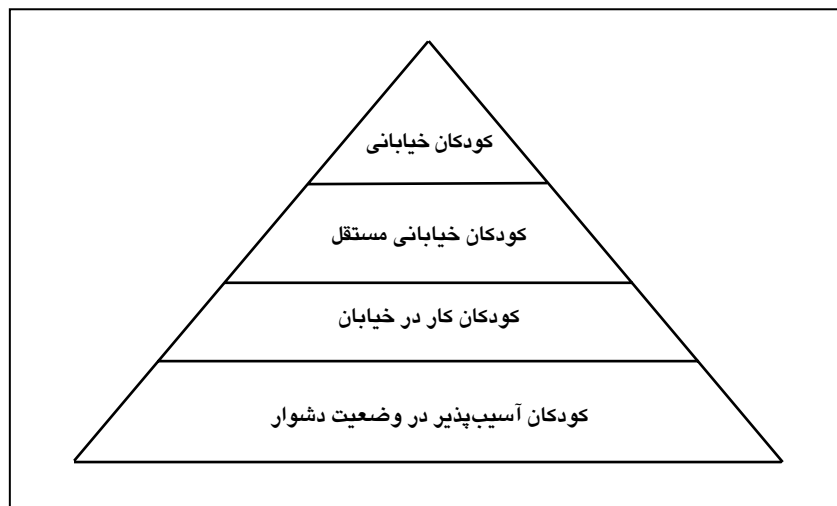 کودکان خیابانی
کودکان خیابانی مستقل
کودکان کار در خیابان
کودکان آسیب‌پذیر در وضعیت دشوار